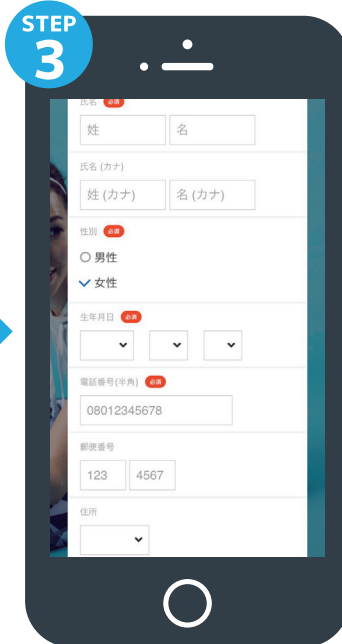 STEP
3
氏名 必須
姓 名
氏名 (カナ)
姓 (カナ) 名 (カナ)
性別 必須
男性
女性
生年月日 必須
電話番号(半角) 必須
08012345678
郵便番号
123 4567
住所